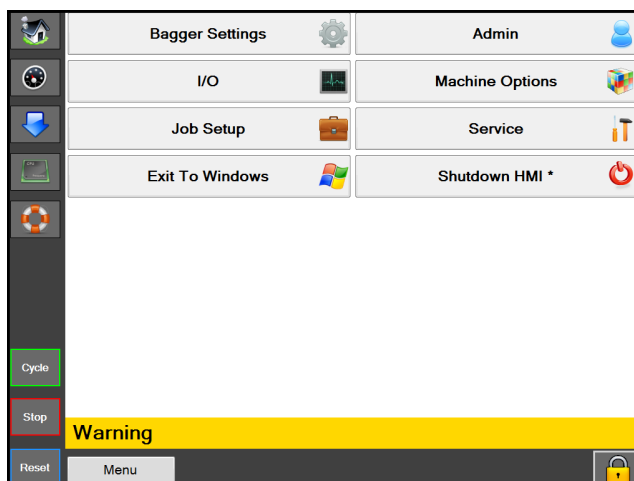 Bagger Settings
Admin
I/O
Machine Options
Job Setup
Service
Exit To Windows
Shutdown HMI *
Cycle
Stop
Warning
Reset
Menu